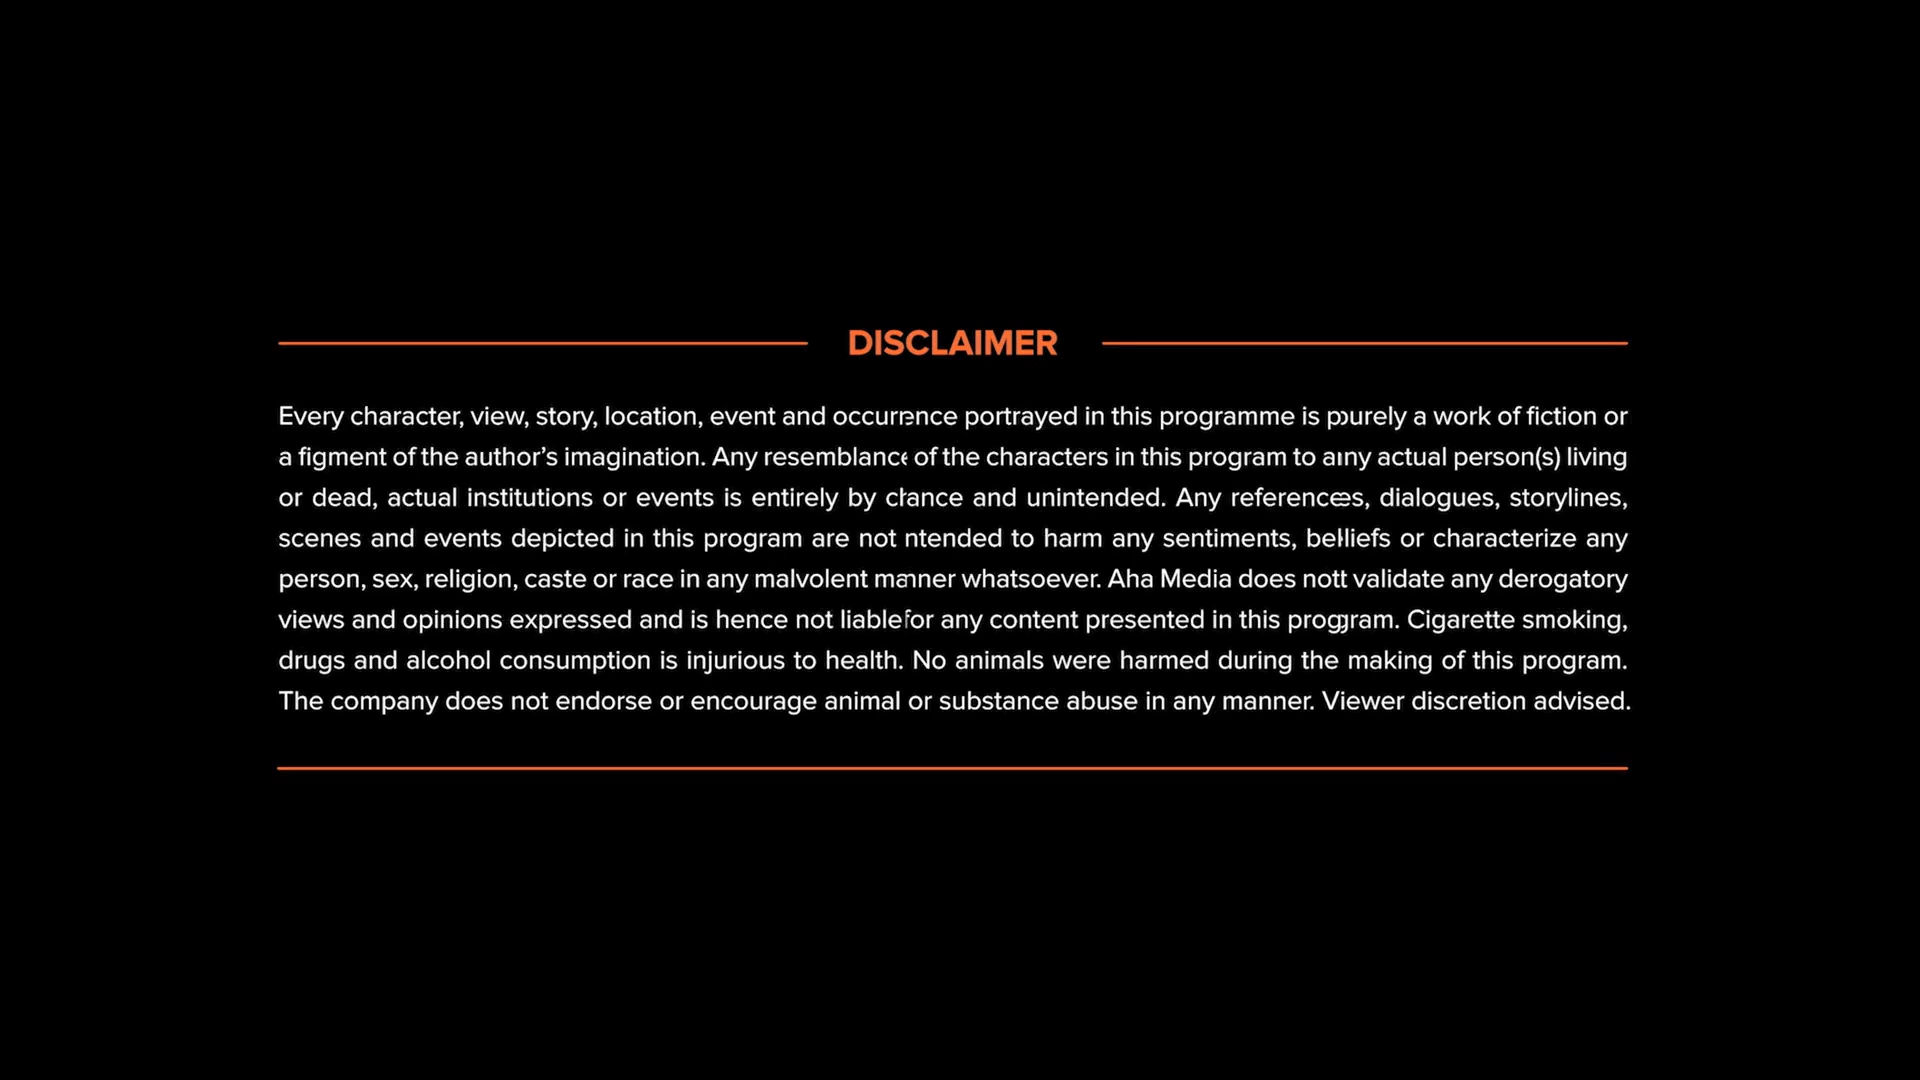 DISCLAIMER
Every character, view, story, location, event and occurrence portrayed in this programme is purely a work of fiction or
a figment of the author’s imagination. Any resemblance of the characters in this program to any actual person(s) living
or dead, actual institutions or events is entirely by chance and unintended. Any references, dialogues, storylines,
scenes and events depicted in this program are not ntended to harm any sentiments, beliefs or characterize any
person, sex, religion, caste or race in any malvolent manner whatsoever. Aha Media does not validate any derogatory
views and opinions expressed and is hence not liable for any content presented in this program. Cigarette smoking,
drugs and alcohol consumption is injurious to health. No animals were harmed during the making of this program.
The company does not endorse or encourage animal or substance abuse in any manner. Viewer discretion advised.